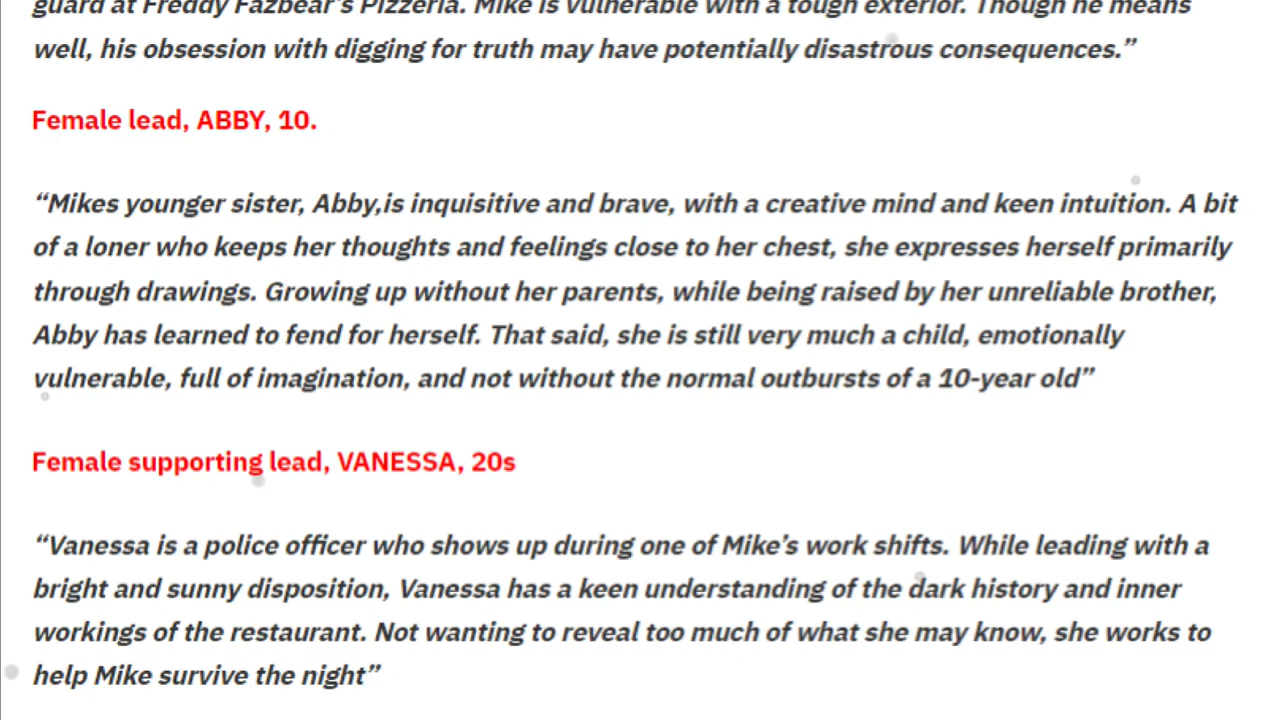 guard at Freddy Fazbear's Pizzeria. Mike is vulnerable with a tough exterior. Though he means
well, his obsession with digging for truth may have potentially disastrous consequences.”
Female lead, ABBY, 10.
“Mikes younger sister, Abby,is inquisitive and brave, with a creative mind and keen intuition. A bit
of a loner who keeps her thoughts and feelings close to her chest, she expresses herself primarily
through drawings. Growing up without her parents, while being raised by her unreliable brother,
Abby has learned to fend for herself. That said, she is still very much a child, emotionally
vulnerable, full of imagination, and not without the normal outbursts of a 10-year old”
Female supporting lead, VANESSA, 20s
“Vanessa is a police officer who shows up during one of Mike’s work shifts. While leading with a
bright and sunny disposition, Vanessa has a keen understanding of the dark history and inner
workings of the restaurant. Not wanting to reveal too much of what she may know, she works to
help Mike survive the night”